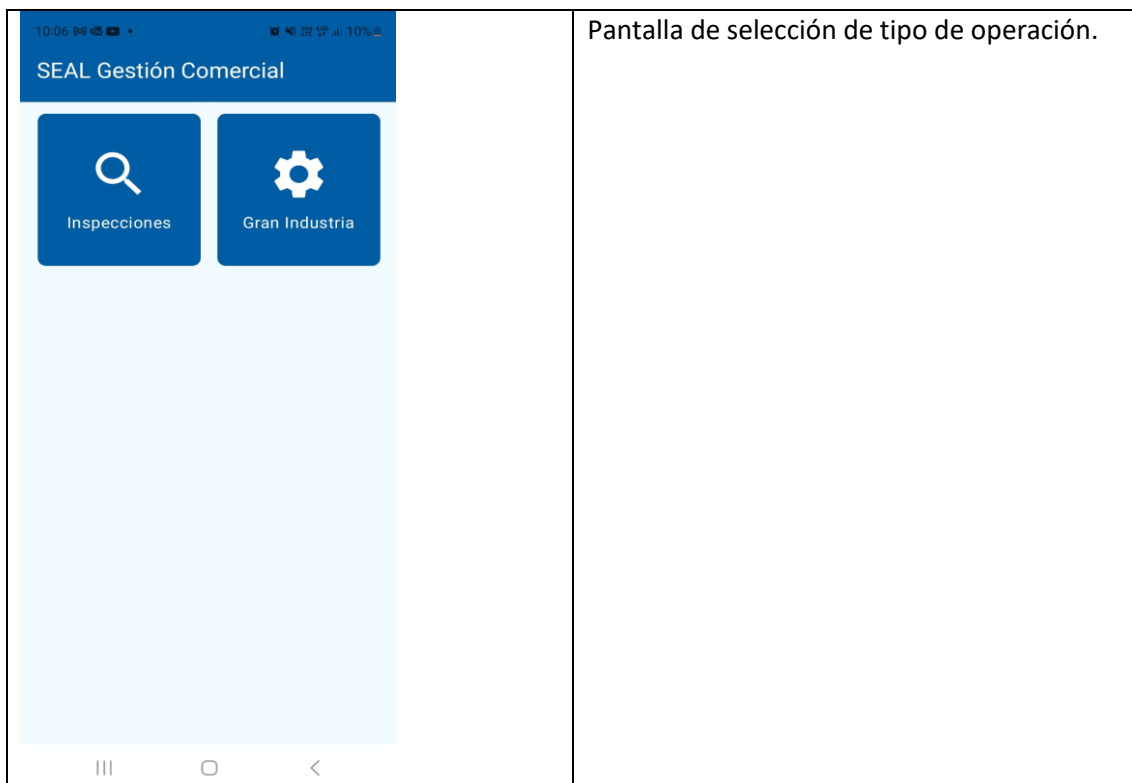 10:06
10%
SEAL Gestión Comercial
Inspecciones
Gran Industria
Pantalla de selección de tipo de operación.